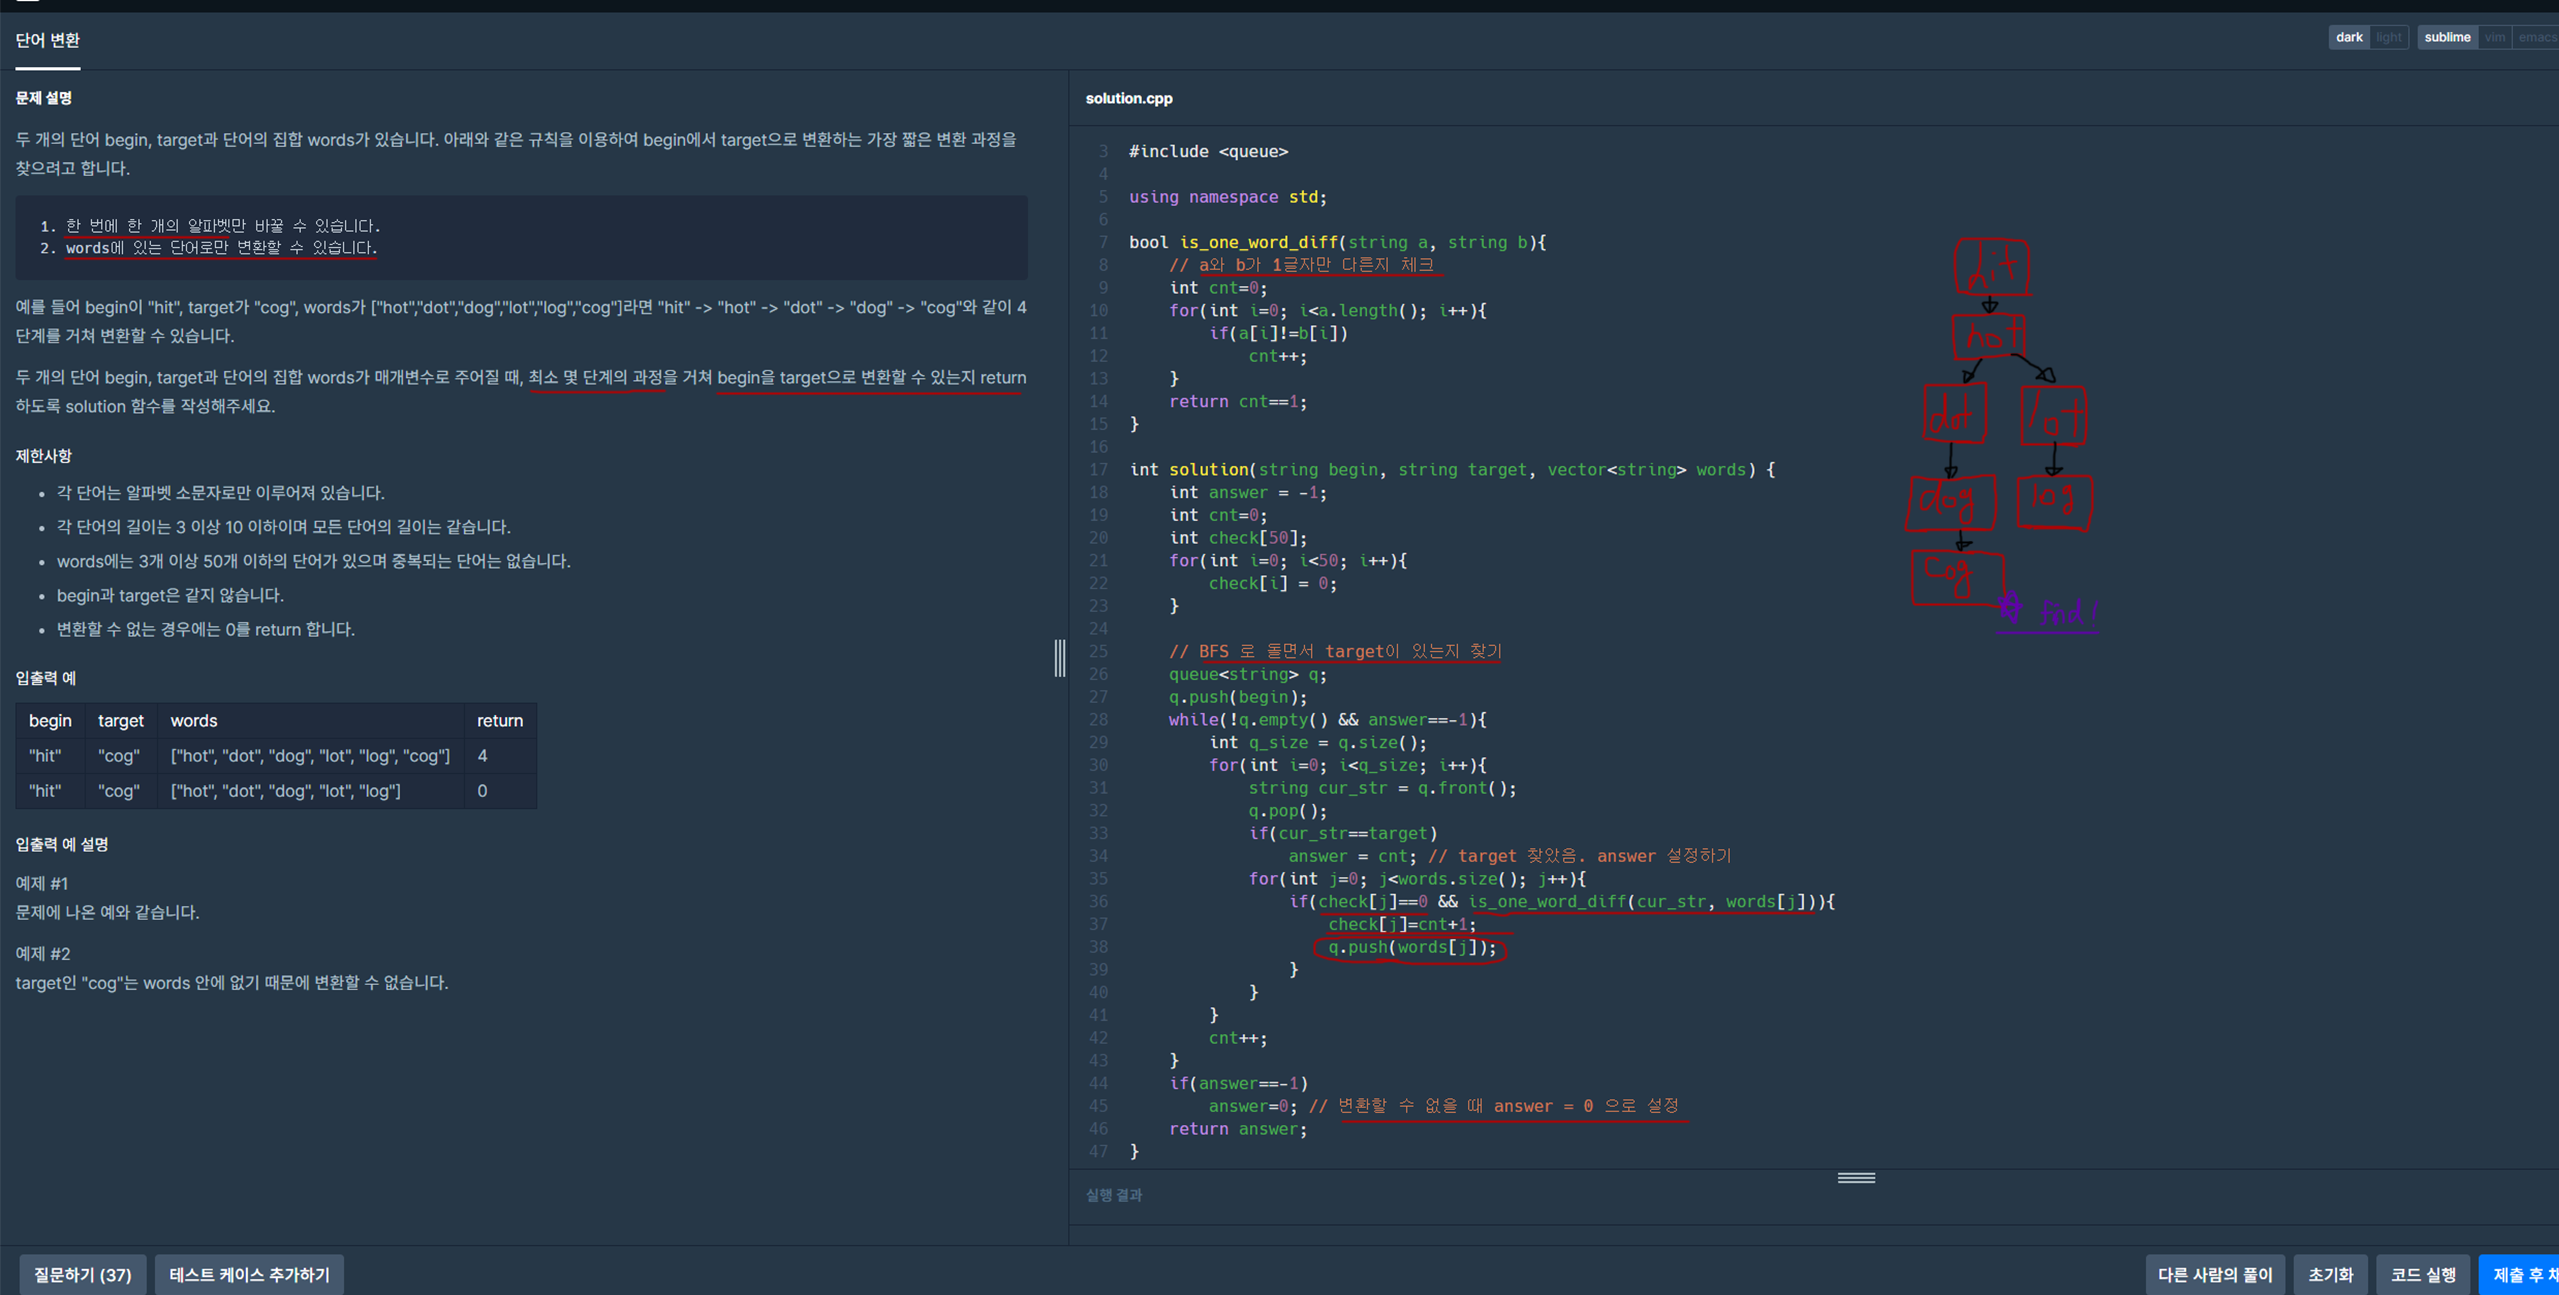 단어 변환
dark light sublime vim emacs
문제 설명
두 개의 단어 begin, target과 단어의 집합 words가 있습니다. 아래와 같은 규칙을 이용하여 begin에서 target으로 변환하는 가장 짧은 변환 과정을
찾으려고 합니다.
1. 한 번에 한 개의 알파벳만 바꿀 수 있습니다.
2. words에 있는 단어로만 변환할 수 있습니다.
예를 들어 begin이 "hit", target가 "cog", words가 ["hot","dot","dog","lot","log","cog"]라면 "hit" -> "hot" -> "dot" -> "dog" -> "cog"와 같이 4
단계를 거쳐 변환할 수 있습니다.
두 개의 단어 begin, target과 단어의 집합 words가 매개변수로 주어질 때, 최소 몇 단계의 과정을 거쳐 begin을 target으로 변환할 수 있는지 return
하도록 solution 함수를 작성해주세요.
제한사항
• 각 단어는 알파벳 소문자로만 이루어져 있습니다.
• 각 단어의 길이는 3 이상 10 이하이며 모든 단어의 길이는 같습니다.
• words에는 3개 이상 50개 이하의 단어가 있으며 중복되는 단어는 없습니다.
• begin과 target은 같지 않습니다.
• 변환할 수 없는 경우에는 0를 return 합니다.
입출력 예
begin target words return
"hit" "cog" ["hot", "dot", "dog", "lot", "log", "cog"] 4
"hit" "cog" ["hot", "dot", "dog", "lot", "log"] 0
입출력 예 설명
예제 #1
문제에 나온 예와 같습니다.
예제 #2
target인 "cog"는 words 안에 없기 때문에 변환할 수 없습니다.
solution.cpp
3 #include <queue>
4
5 using namespace std;
6
7 bool is_one_word_diff(string a, string b){
8 // a와 b가 1글자만 다른지 체크
9 int cnt=0;
10 for(int i=0; i<a.length(); i++){
11 if(a[i]!=b[i])
12 cnt++;
13 }
14 return cnt==1;
15 }
16
17 int solution(string begin, string target, vector<string> words) {
18 int answer = -1;
19 int cnt=0;
20 int check[50];
21 for(int i=0; i<50; i++){
22 check[i] = 0;
23 }
24
25 // BFS 로 돌면서 target이 있는지 찾기
26 queue<string> q;
27 q.push(begin);
28 while(!q.empty() && answer==-1){
29 int q_size = q.size();
30 for(int i=0; i<q_size; i++){
31 string cur_str = q.front();
32 q.pop();
33 if(cur_str==target)
34 answer = cnt; // target 찾았음. answer 설정하기
35 for(int j=0; j<words.size(); j++){
36 if(check[j]==0 && is_one_word_diff(cur_str, words[j])){
37 check[j]=cnt+1;
38 q.push(words[j]);
39 }
40 }
41 }
42 cnt++;
43 }
44 if(answer==-1)
45 answer=0; // 변환할 수 없을 때 answer = 0 으로 설정
46 return answer;
47 }
hit
hot
dot lot
dog log
cog
find!
실행 결과
질문하기 (37) 테스트 케이스 추가하기 다른 사람의 풀이 초기화 코드 실행 제출 후 채